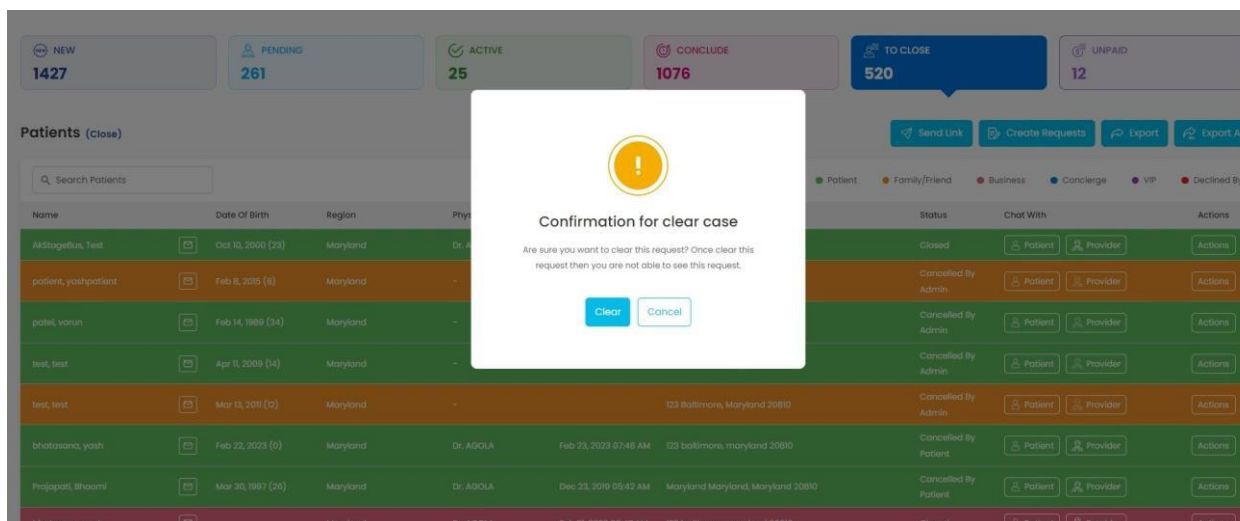 NEW
PENDING
ACTIVE
CONCLUDE
TO CLOSE
UNPAID
1427
261
25
1076
520
12
Patients (Close)
Send Link
Create Requests
Export
Export A
Search Patients
Patient
Family/Friend
Business
Concierge
VIP
Declined By
Name Date Of Birth Region Phys Status Chat With Actions
Confirmation for clear case
Are sure you want to clear this request? Once clear this
request then you are not able to see this request.
Clear Cancel
AkStagePlus, Test Oct 10, 2000 (23) Maryland Dr. A Closed Patient Provider Actions
patient, yashpatient Feb 8, 2015 (8) Maryland - Cancelled By Admin Patient Provider Actions
patel, varun Feb 14, 1989 (34) Maryland - Cancelled By Admin Patient Provider Actions
test, test Apr 11, 2009 (14) Maryland - Cancelled By Admin Patient Provider Actions
test, test Mar 13, 2011 (12) Maryland - 123 Baltimore, Maryland 20810 Cancelled By Admin Patient Provider Actions
bhatasana, yash Feb 22, 2023 (0) Maryland Dr. AGOLA Feb 23, 2023 07:46 AM 123 baltimore, maryland 20810 Cancelled By Patient Patient Provider Actions
Prajapati, Bhoomi Mar 30, 1997 (26) Maryland Dr. AGOLA Dec 23, 2019 05:42 AM Maryland Maryland, Maryland 20810 Cancelled By Patient Patient Provider Actions